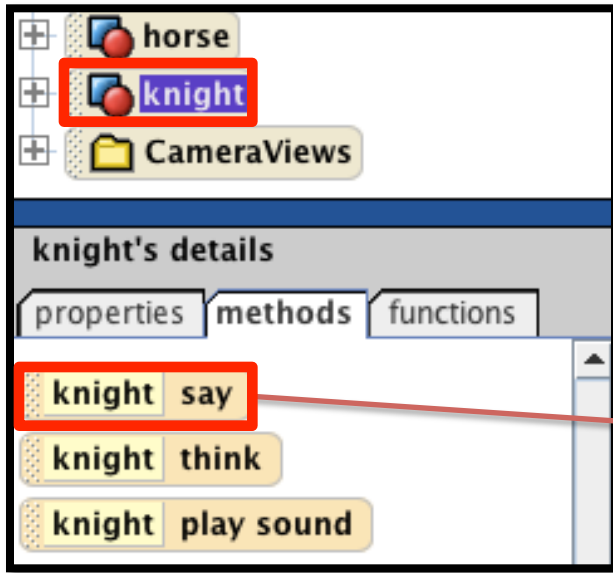 horse
knight
CameraViews
knight's details
properties methods functions
knight say
knight think
knight play sound